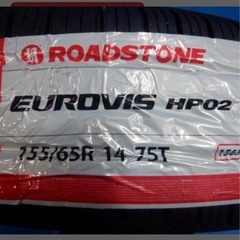 ROADSTONE
EUROVIS HP02
155/65R 14 75T